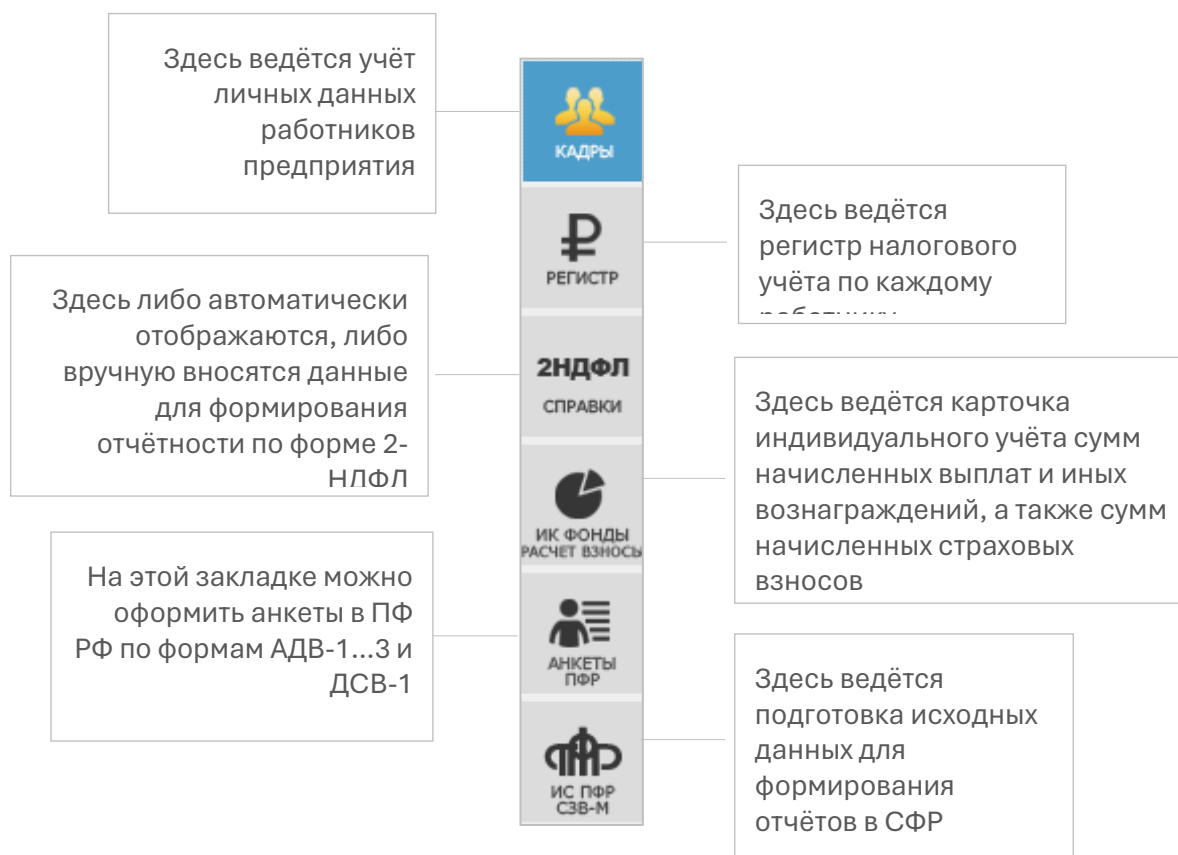 Здесь ведётся учёт
личных данных
работников
предприятия
КАДРЫ
Здесь ведётся
регистр налогового
учёта по каждому
работнику
РЕГИСТР
Здесь либо автоматически
отображаются, либо
вручную вносятся данные
для формирования
отчётности по форме 2-
НДФЛ
2НДФЛ
СПРАВКИ
Здесь ведётся карточка
индивидуального учёта сумм
начисленных выплат и иных
вознаграждений, а также сумм
начисленных страховых
взносов
ИК ФОНДЫ
РАСЧЕТ ВЗНОСЫ
На этой закладке можно
оформить анкеты в ПФ
РФ по формам АДВ-1...3 и
ДСВ-1
АНКЕТЫ
ПФР
Здесь ведётся
подготовка исходных
данных для
формирования
отчётов в СФР
ИС ПФР
СЗВ-М